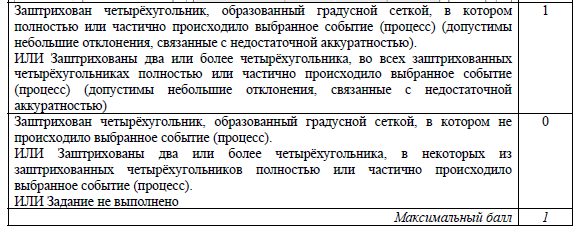 Заштрихован четырёхугольник, образованный градусной сеткой, в котором 1
полностью или частично происходило выбранное событие (процесс) (допустимы
небольшие отклонения, связанные с недостаточной аккуратностью).
ИЛИ Заштрихованы два или более четырёхугольника, во всех заштрихованных
четырёхугольниках полностью или частично происходило выбранное событие
(процесс) (допустимы небольшие отклонения, связанные с недостаточной
аккуратностью)
Заштрихован четырёхугольник, образованный градусной сеткой, в котором не 0
происходило выбранное событие (процесс).
ИЛИ Заштрихованы два или более четырёхугольника, в некоторых из
заштрихованных четырёхугольников полностью или частично происходило
выбранное событие (процесс).
ИЛИ Задание не выполнено
Максимальный балл 1